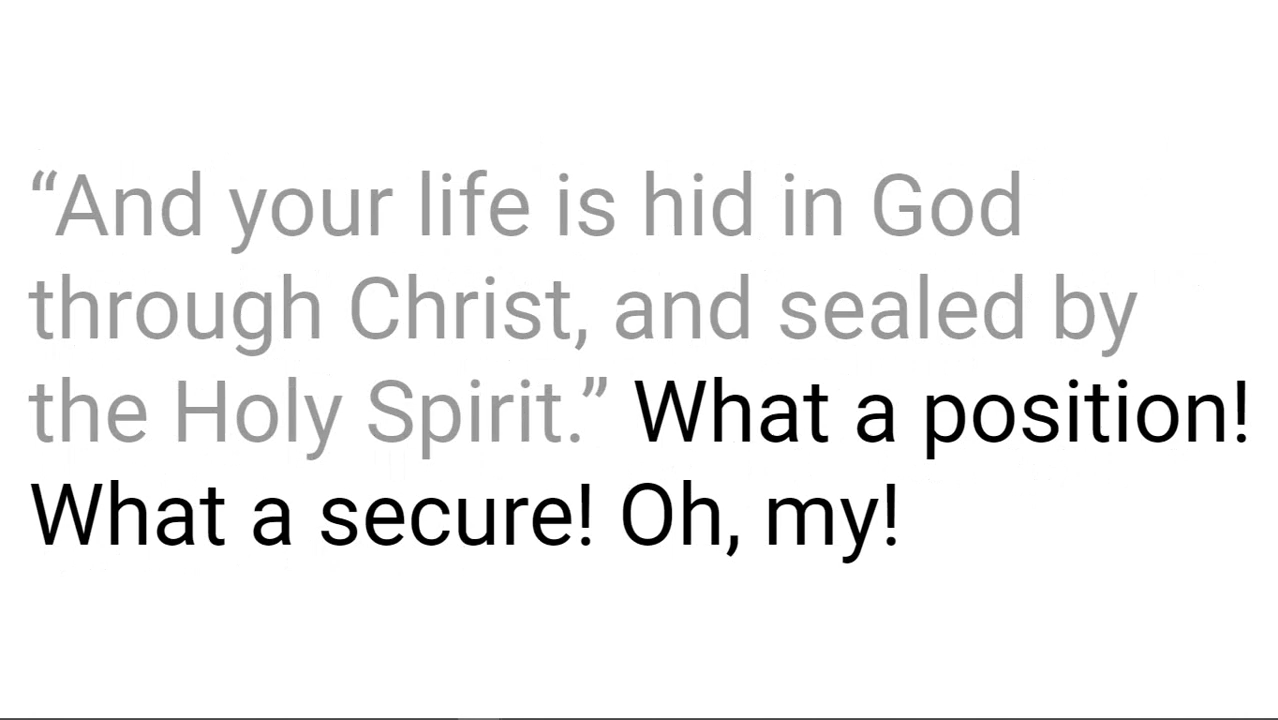 “And your life is hid in God
through Christ, and sealed by
the Holy Spirit.” What a position!
What a secure! Oh, my!